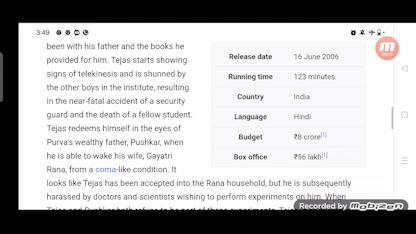 3:49
been with his father and the books he
provided for him. Tejas starts showing
signs of telekinesis and is shunned by
the other boys in the institute, resulting
in the near-fatal accident of a security
guard and the death of a fellow student.
Tejas redeems himself in the eyes of
Purva's wealthy father, Pushkar, when
he is able to wake his wife, Gayatri
Rana, from a coma-like condition. It
looks like Tejas has been accepted into the Rana household, but he is subsequently
harassed by doctors and scientists wishing to perform experiments on him. When
Release date 16 June 2006
Running time 123 minutes
Country India
Language Hindi
Budget ₹8 crore[1]
Box office ₹56 lakh[1]
Recorded by Mobizen